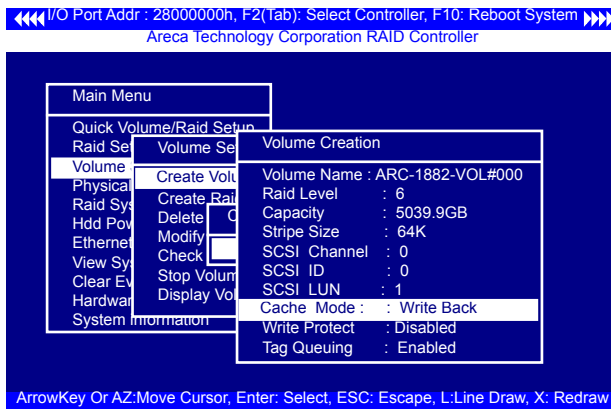 I/O Port Addr : 28000000h, F2(Tab): Select Controller, F10: Reboot System
Areca Technology Corporation RAID Controller
Main Menu
Quick Volume/Raid Setup
Raid Set
Volume
Physical
Raid Sys
Hdd Pow
Ethernet
View Sys
Clear Ev
Hardwar
System Information
Volume Se
Create Volu
Create Rai
Delete
Modify
Check
Stop Volum
Display Vol
C
Volume Creation
Volume Name : ARC-1882-VOL#000
Raid Level : 6
Capacity : 5039.9GB
Stripe Size : 64K
SCSI Channel : 0
SCSI ID : 0
SCSI LUN : 1
Cache Mode : : Write Back
Write Protect : Disabled
Tag Queuing : Enabled
ArrowKey Or AZ:Move Cursor, Enter: Select, ESC: Escape, L:Line Draw, X: Redraw